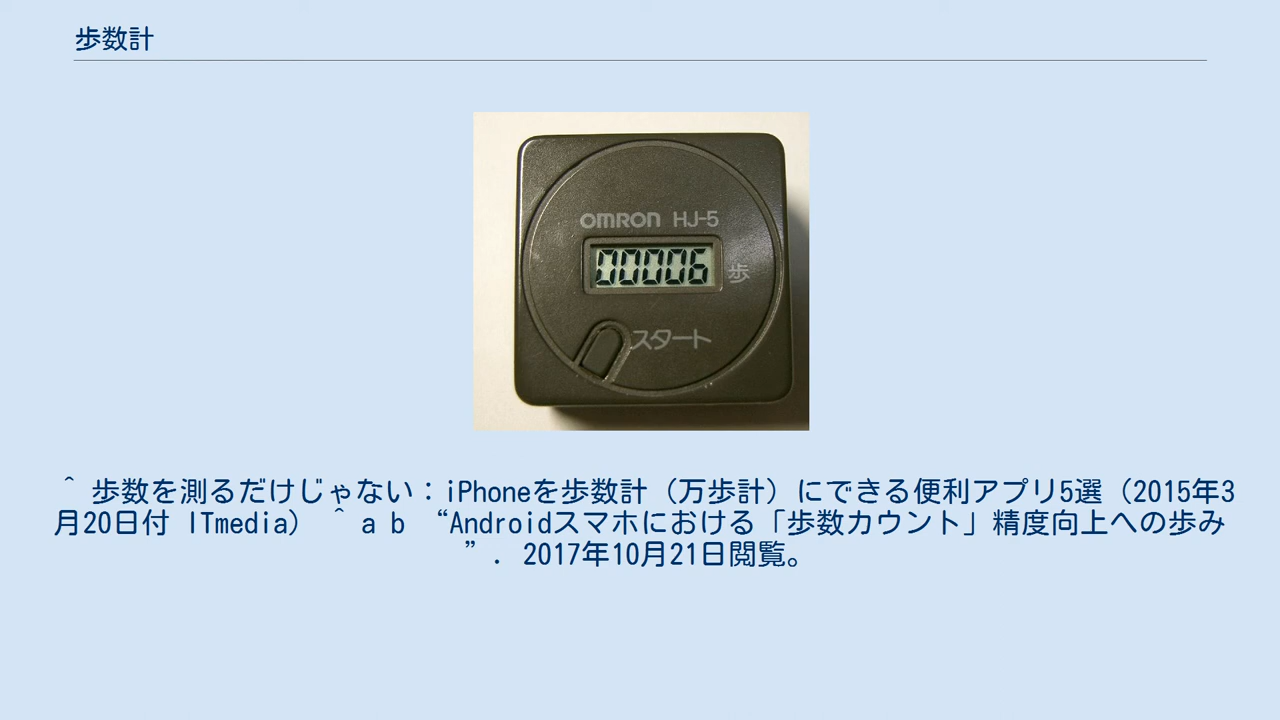 歩数計
OMRON HJ-5
00006 歩
スタート
^ 歩数を測るだけじゃない：iPhoneを歩数計（万歩計）にできる便利アプリ5選（2015年3
月20日付 ITmedia） ^ a b “Androidスマホにおける「歩数カウント」精度向上への歩み
”. 2017年10月21日閲覧。